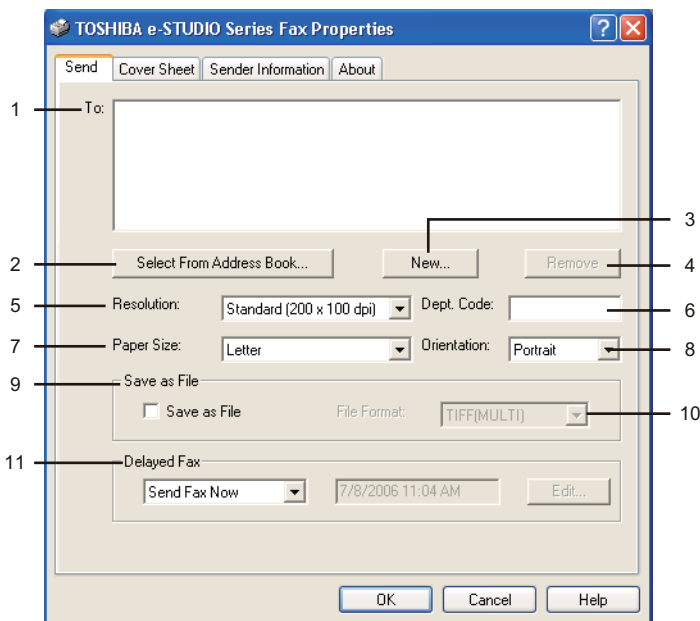 TOSHIBA e-STUDIO Series Fax Properties
Send Cover Sheet Sender Information About
1 To:
3
2 Select From Address Book... New... Remove 4
5 Resolution: Standard (200 x 100 dpi) Dept. Code: 6
7 Paper Size: Letter Orientation: Portrait 8
9 Save as File
Save as File File Format: TIFF(MULTI) 10
11 Delayed Fax
Send Fax Now 7/8/2006 11:04 AM Edit...
OK Cancel Help